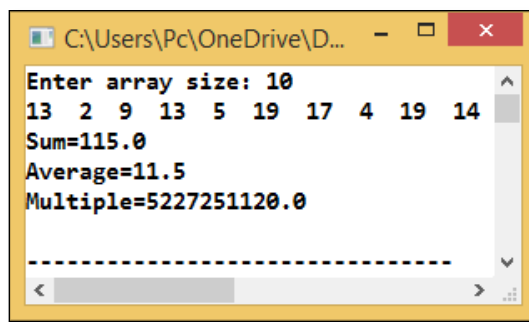 C:\Users\Pc\OneDrive\D...
Enter array size: 10
13 2 9 13 5 19 17 4 19 14
Sum=115.0
Average=11.5
Multiple=5227251120.0
--------------------------------